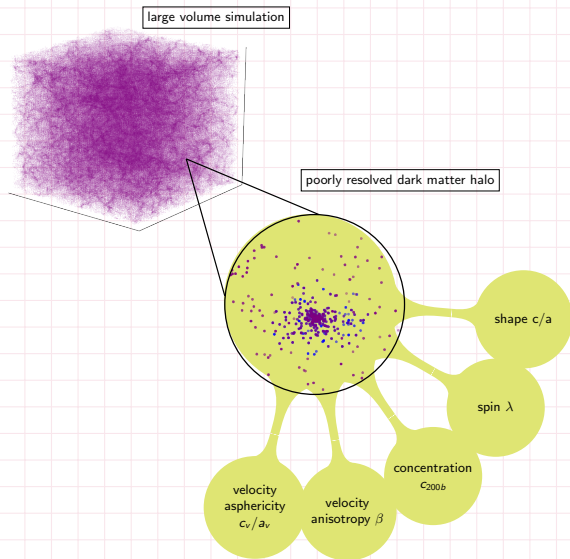 large volume simulation
poorly resolved dark matter halo
shape c/a
spin λ
concentration
c₂₀₀b
velocity
anisotropy β
velocity
asphericity
cᵥ/aᵥ